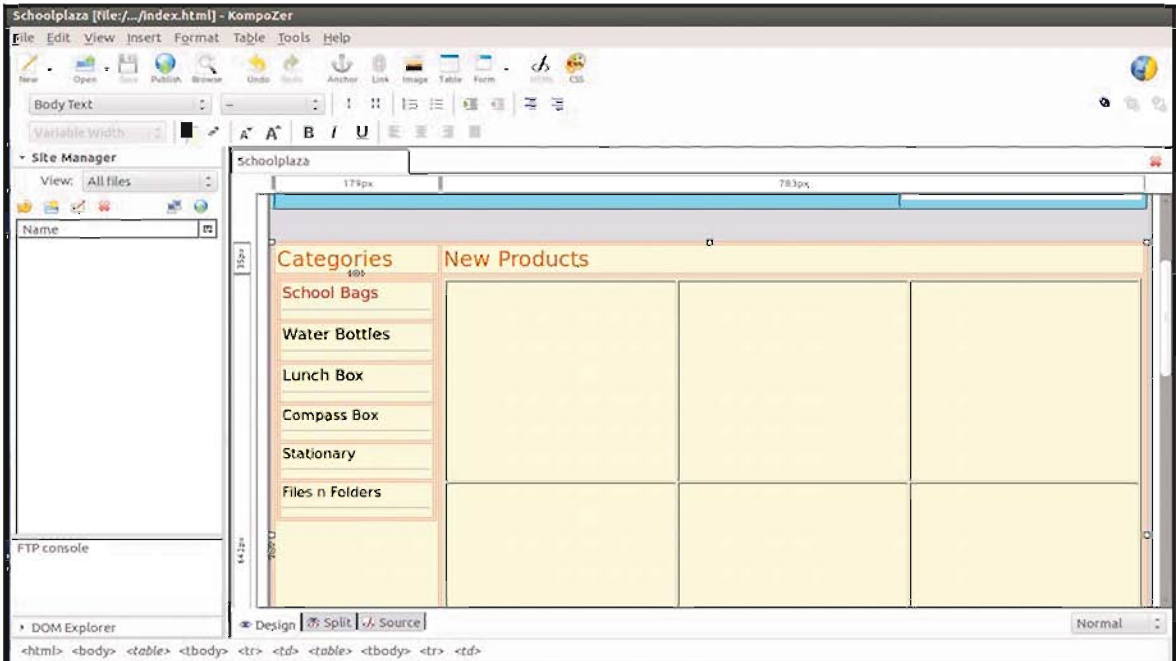 Schoolplaza [file:/.../index.html] - KompoZer
File Edit View Insert Format Table Tools Help
New Open Save Publish Browse Undo Redo Anchor Link Image Table Form HTML CSS
Body Text –
Variable Width B I U
Site Manager
View: All files
Name
FTP console
DOM Explorer
Schoolplaza
179px 783px
35px
Categories New Products
School Bags
Water Bottles
Lunch Box
Compass Box
Stationary
Files n Folders
642px
Design Split Source Normal
<html> <body> <table> <tbody> <tr> <td> <table> <tbody> <tr> <td>